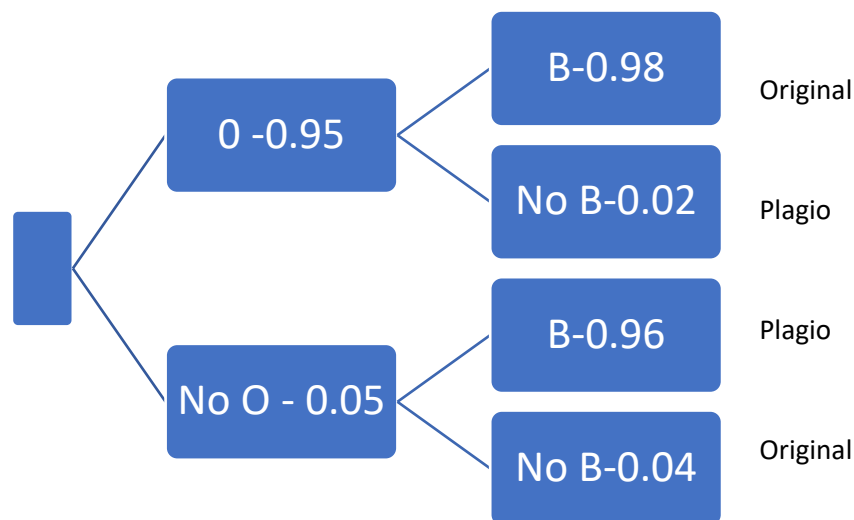 B-0.98
Original
0 -0.95
No B-0.02
Plagio
B-0.96
Plagio
No O - 0.05
No B-0.04
Original